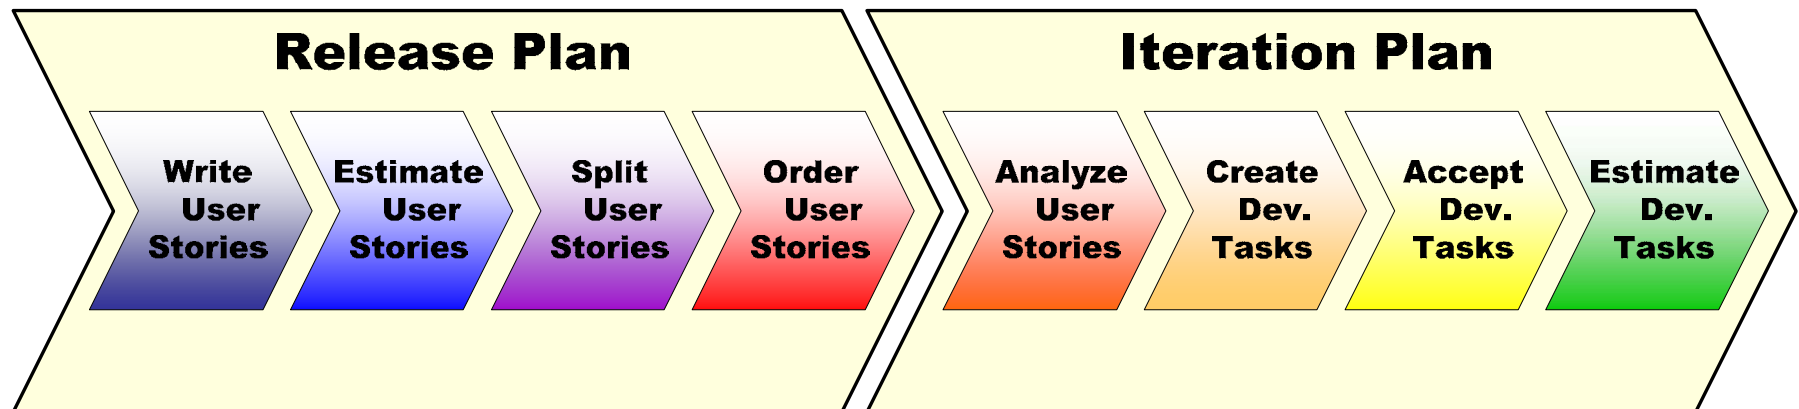 Release Plan
Write
User
Stories
Estimate
User
Stories
Split
User
Stories
Order
User
Stories
Iteration Plan
Analyze
User
Stories
Create
Dev.
Tasks
Accept
Dev.
Tasks
Estimate
Dev.
Tasks